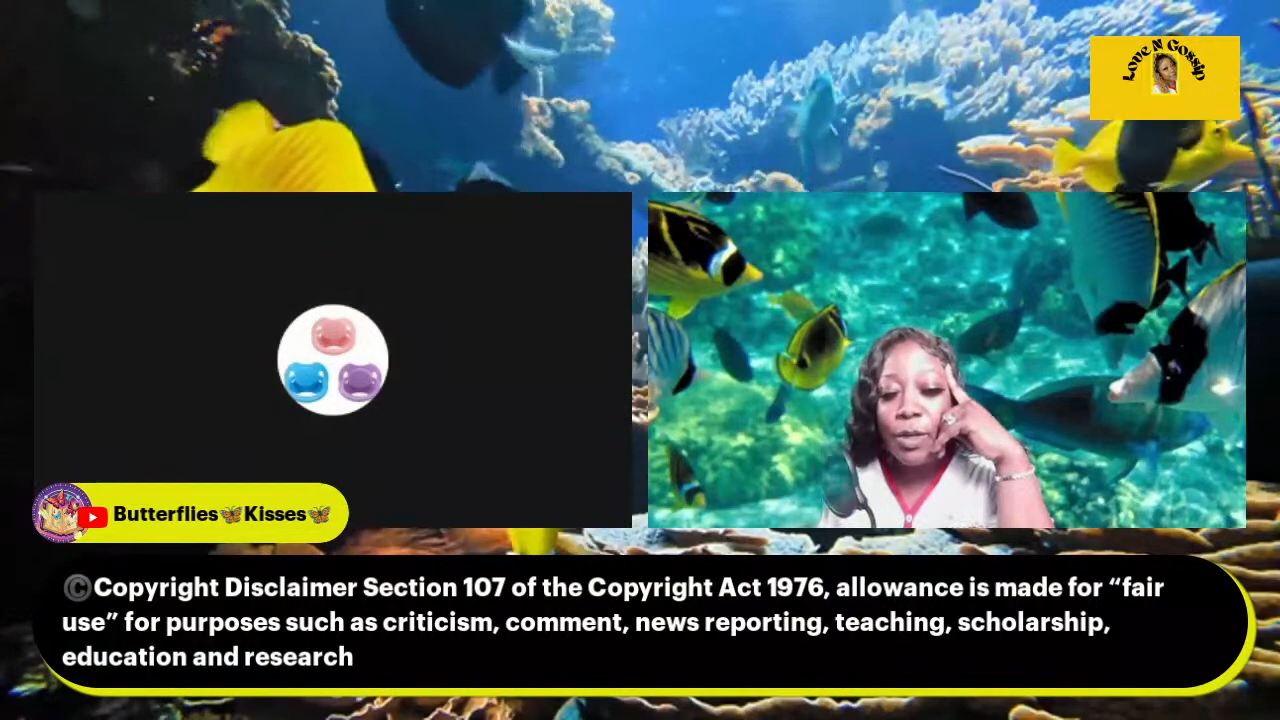 Love N Gossip
Butterflies🦋Kisses🦋
©Copyright Disclaimer Section 107 of the Copyright Act 1976, allowance is made for “fair
use” for purposes such as criticism, comment, news reporting, teaching, scholarship,
education and research